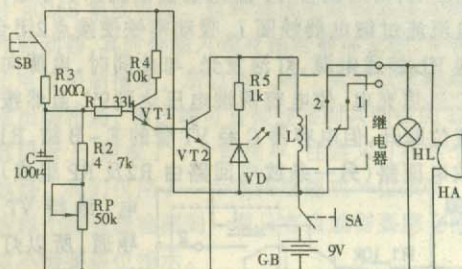 SB
R3
100Ω
R4
10k
R1 33k
VT1
VT2
C
100μ
R2
4.7k
RP
50k
R5
1k
VD
L
2
1
继电器
HL
HA
SA
GB
9V